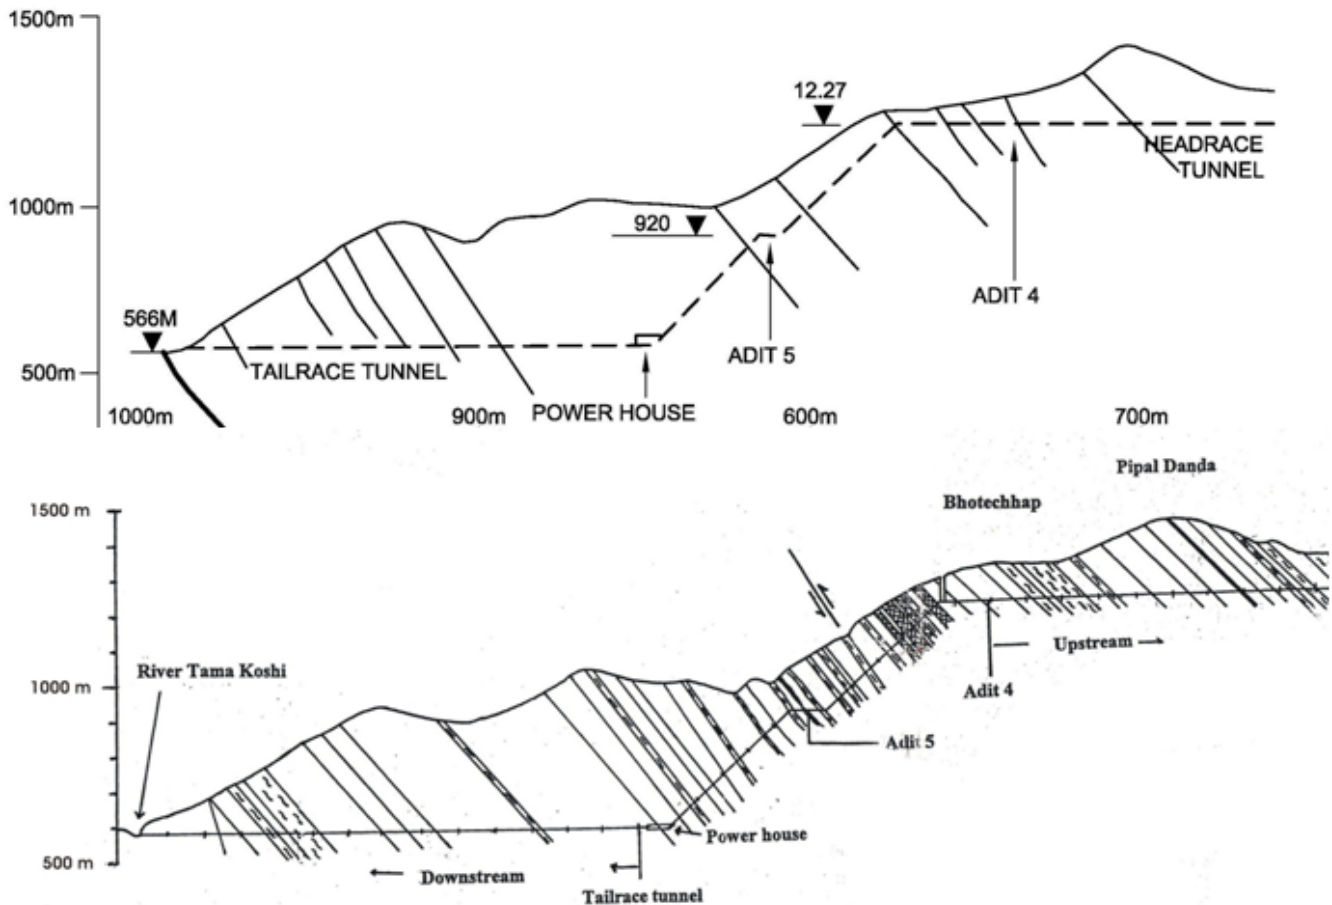 1500m
12.27
HEADRACE
TUNNEL
1000m
920
ADIT 4
566M
ADIT 5
TAILRACE TUNNEL
500m
POWER HOUSE
1000m
900m
600m
700m
Pipal Danda
Bhotechhap
1500 m
River Tama Koshi
Upstream
1000 m
Adit 4
Adit 5
Power house
500 m
Downstream
Tailrace tunnel